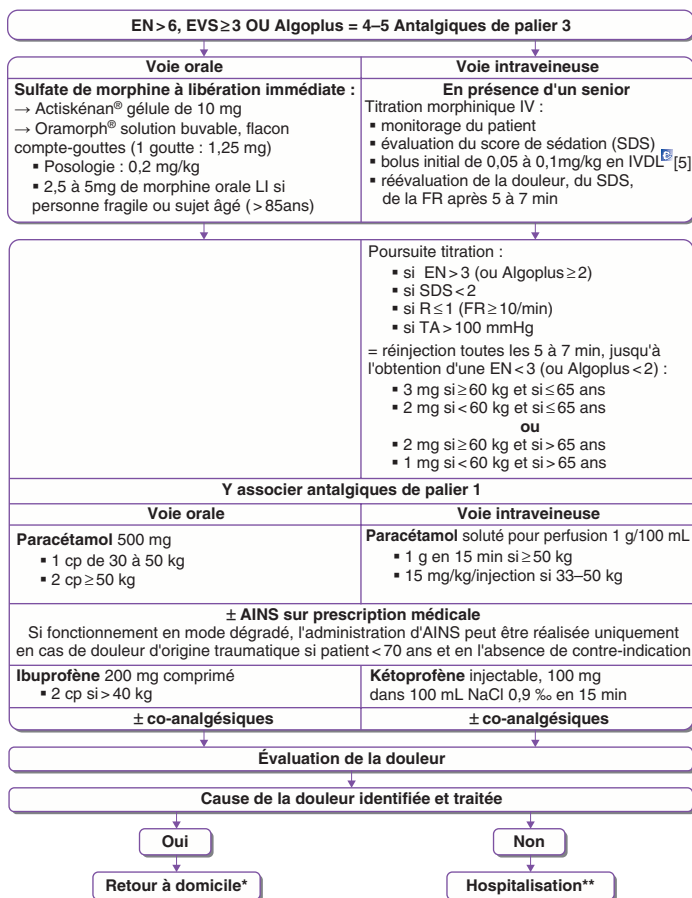 EN>6, EVS≥3 OU Algoplus = 4–5 Antalgiques de palier 3
Voie orale
Sulfate de morphine à libération immédiate :
→ Actiskénan® gélule de 10 mg
→ Oramorph® solution buvable, flacon
compte-gouttes (1 goutte : 1,25 mg)
▪ Posologie : 0,2 mg/kg
▪ 2,5 à 5mg de morphine orale LI si
personne fragile ou sujet âgé (>85ans)
Voie intraveineuse
En présence d'un senior
Titration morphinique IV :
▪ monitorage du patient
▪ évaluation du score de sédation (SDS)
▪ bolus initial de 0,05 à 0,1mg/kg en IVDL [5]
▪ réévaluation de la douleur, du SDS,
de la FR après 5 à 7 min
Poursuite titration :
▪ si EN>3 (ou Algoplus≥2)
▪ si SDS<2
▪ si R≤1 (FR≥10/min)
▪ si TA>100 mmHg
= réinjection toutes les 5 à 7 min, jusqu'à
l'obtention d'une EN<3 (ou Algoplus<2) :
▪ 3 mg si≥60 kg et si≤65 ans
▪ 2 mg si<60 kg et si≤65 ans
ou
▪ 2 mg si≥60 kg et si>65 ans
▪ 1 mg si<60 kg et si>65 ans
Y associer antalgiques de palier 1
Voie orale
Paracétamol 500 mg
▪ 1 cp de 30 à 50 kg
▪ 2 cp≥50 kg
Voie intraveineuse
Paracétamol soluté pour perfusion 1 g/100 mL
▪ 1 g en 15 min si≥50 kg
▪ 15 mg/kg/injection si 33–50 kg
± AINS sur prescription médicale
Si fonctionnement en mode dégradé, l'administration d'AINS peut être réalisée uniquement
en cas de douleur d'origine traumatique si patient<70 ans et en l'absence de contre-indication
Ibuprofène 200 mg comprimé
▪ 2 cp si>40 kg
Kétoprofène injectable, 100 mg
dans 100 mL NaCl 0,9 ‰ en 15 min
± co-analgésiques
± co-analgésiques
Évaluation de la douleur
Cause de la douleur identifiée et traitée
Oui
Non
Retour à domicile*
Hospitalisation**